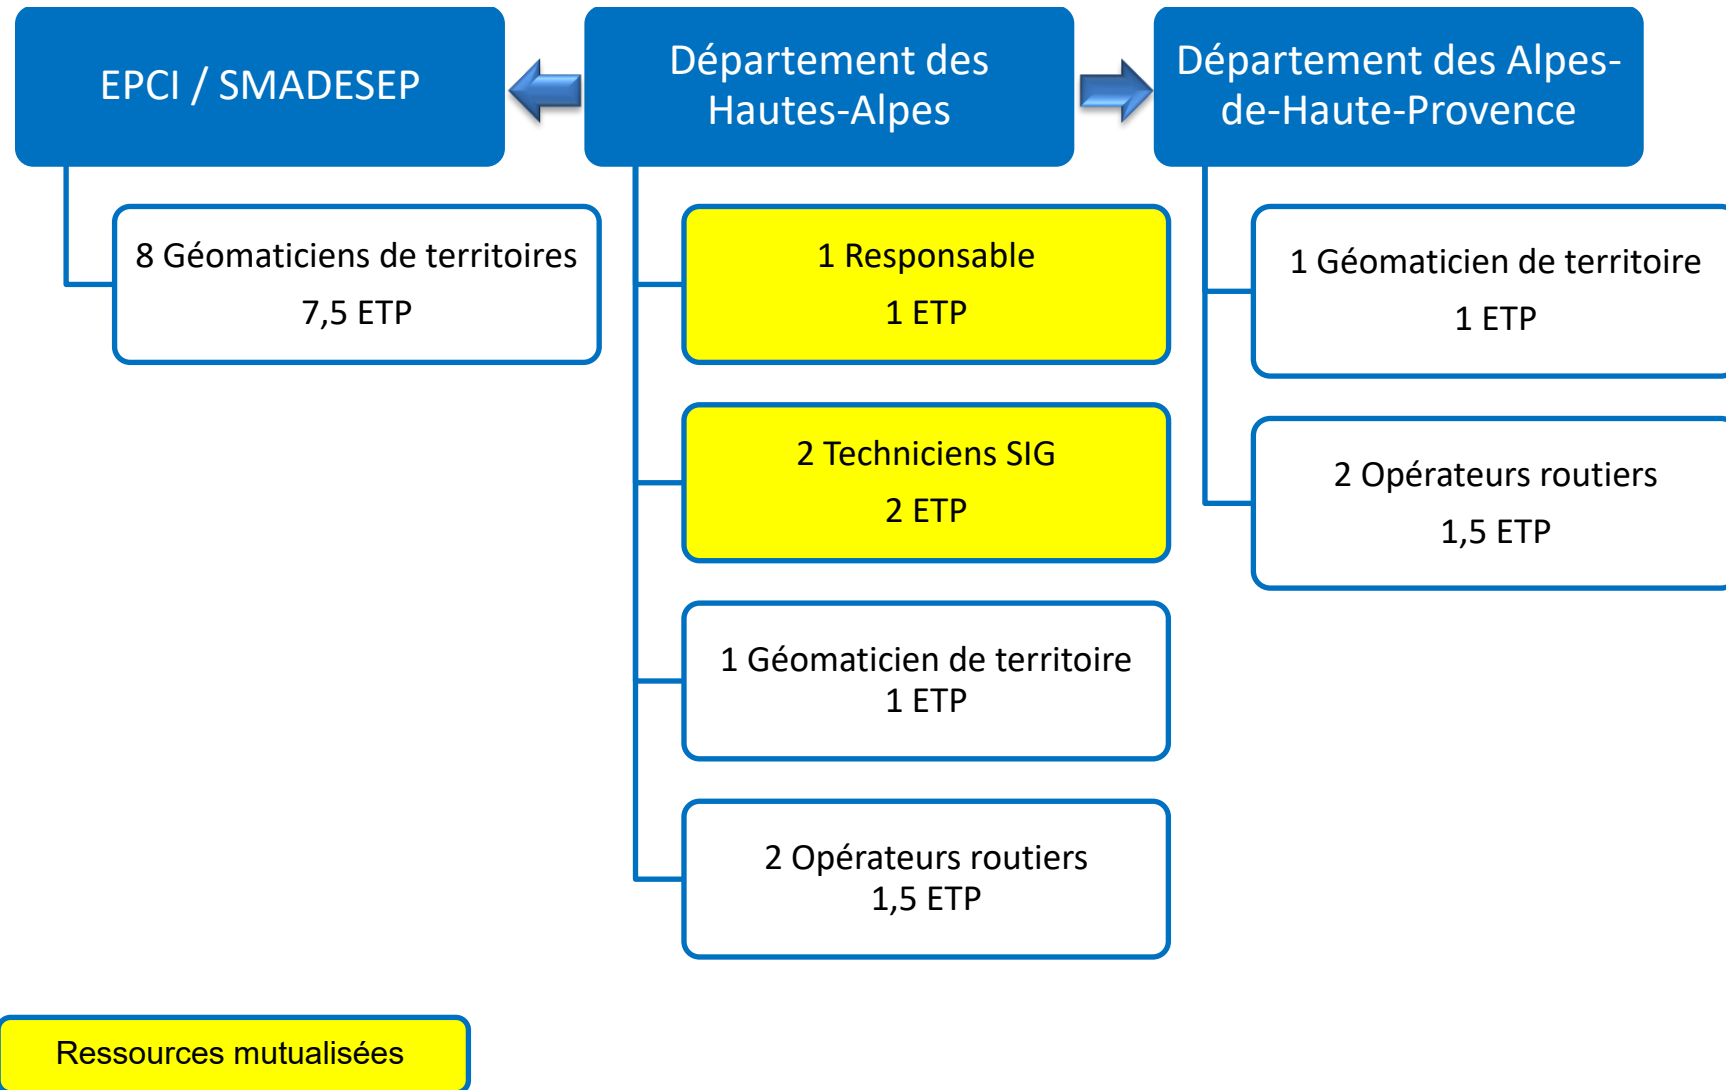 EPCI / SMADESEP
8 Géomaticiens de territoires
7,5 ETP
Département des
Hautes-Alpes
1 Responsable
1 ETP
2 Techniciens SIG
2 ETP
1 Géomaticien de territoire
1 ETP
2 Opérateurs routiers
1,5 ETP
Département des Alpes-
de-Haute-Provence
1 Géomaticien de territoire
1 ETP
2 Opérateurs routiers
1,5 ETP
Ressources mutualisées